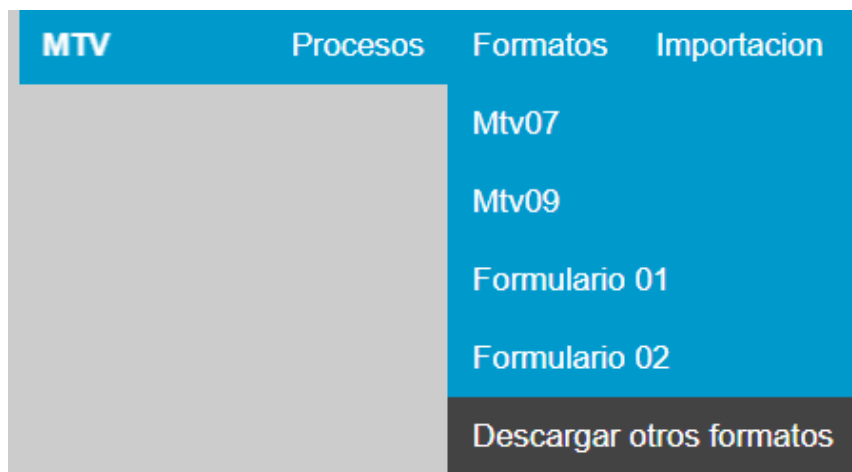 MTV Procesos Formatos Importacion
Mtv07
Mtv09
Formulario 01
Formulario 02
Descargar otros formatos